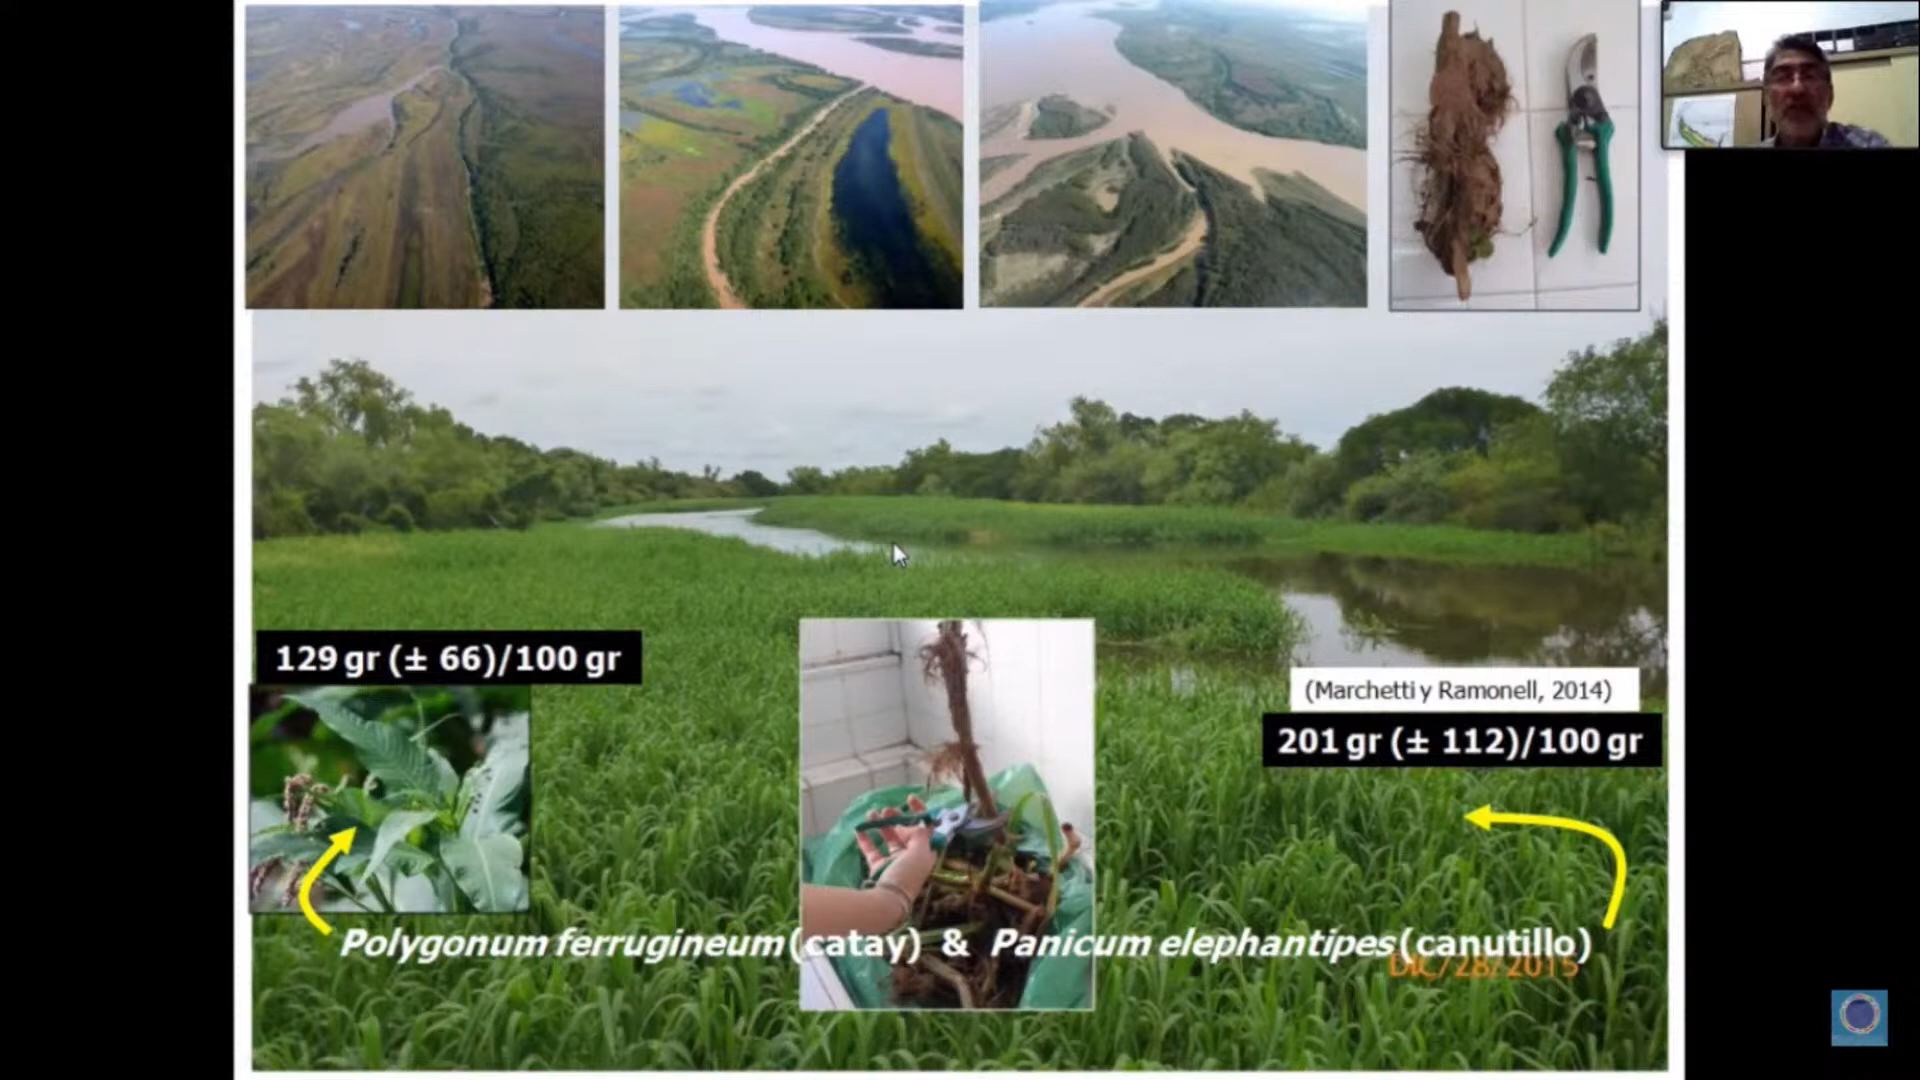 129 gr (± 66)/100 gr
(Marchetti y Ramonell, 2014)
201 gr (± 112)/100 gr
Polygonum ferrugineum (catay) & Panicum elephantipes (canutillo)
DIC/28/2015